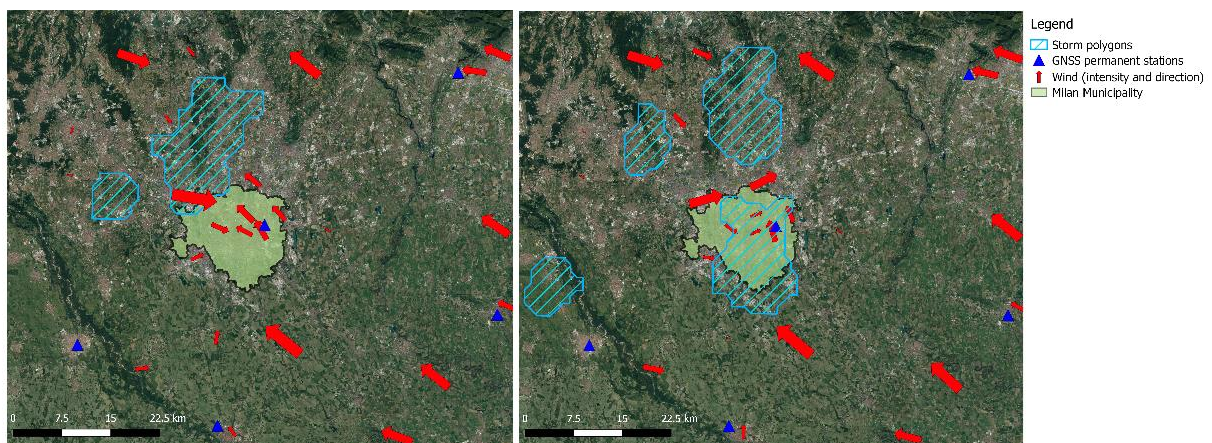 Legend
Storm polygons
GNSS permanent stations
Wind (intensity and direction)
Milan Municipality
0 7.5 15 22.5 km
0 7.5 15 22.5 km